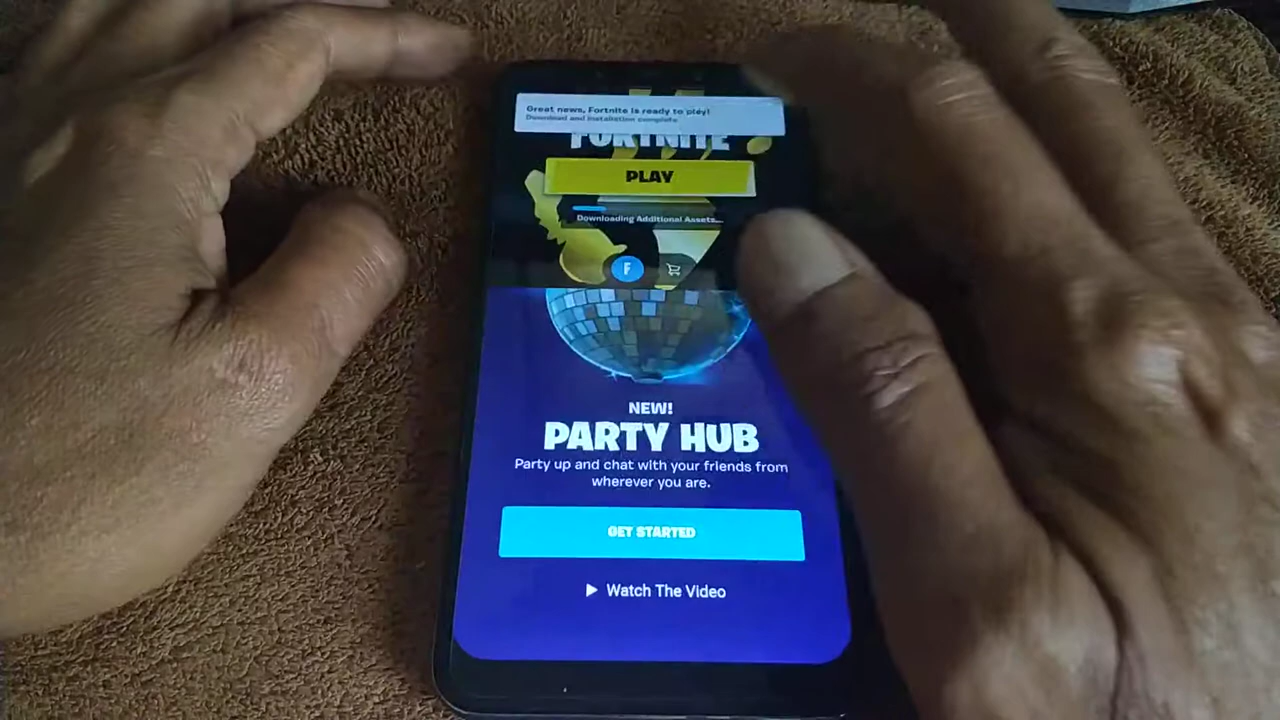 Great news, Fortnite is ready to play!
Download and installation complete
FORTNITE
PLAY
Downloading Additional Assets...
F
NEW!
PARTY HUB
Party up and chat with your friends from
wherever you are.
GET STARTED
Watch The Video